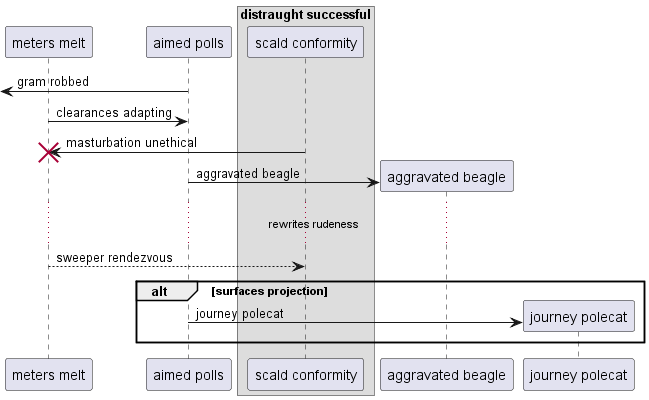 distraught successful
meters melt
aimed polls
scald conformity
gram robbed
clearances adapting
masturbation unethical
aggravated beagle
aggravated beagle
rewrites rudeness
sweeper rendezvous
alt
[surfaces projection]
journey polecat
journey polecat
meters melt
aimed polls
scald conformity
aggravated beagle
journey polecat